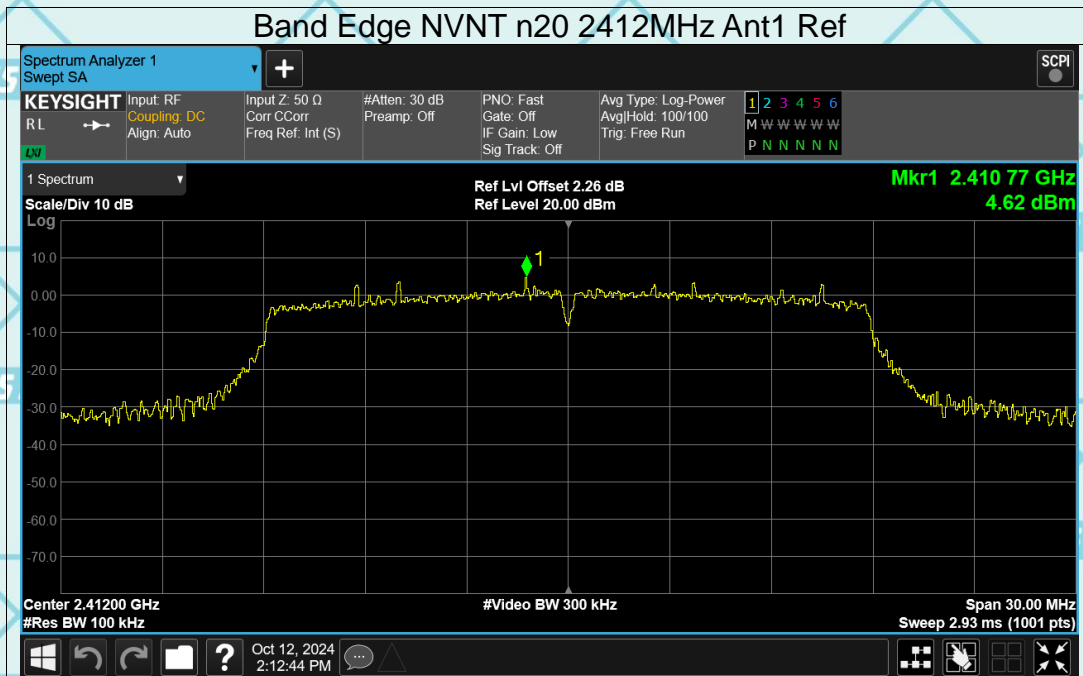 Band Edge NVNT n20 2412MHz Ant1 Ref
Spectrum Analyzer 1
Swept SA
+
SCPI
KEYSIGHT
RL
LXI
Input: RF
Coupling: DC
Align: Auto
Input Z: 50 Ω
Corr CCorr
Freq Ref: Int (S)
#Atten: 30 dB
Preamp: Off
PNO: Fast
Gate: Off
IF Gain: Low
Sig Track: Off
Avg Type: Log-Power
Avg|Hold: 100/100
Trig: Free Run
1 2 3 4 5 6
M W W W W W
P N N N N N
1 Spectrum
Scale/Div 10 dB
Ref Lvl Offset 2.26 dB
Ref Level 20.00 dBm
Mkr1 2.410 77 GHz
4.62 dBm
Log
1
10.0
0.00
-10.0
-20.0
-30.0
-40.0
-50.0
-60.0
-70.0
Center 2.41200 GHz
#Video BW 300 kHz
Span 30.00 MHz
#Res BW 100 kHz
Sweep 2.93 ms (1001 pts)
?
Oct 12, 2024
2:12:44 PM